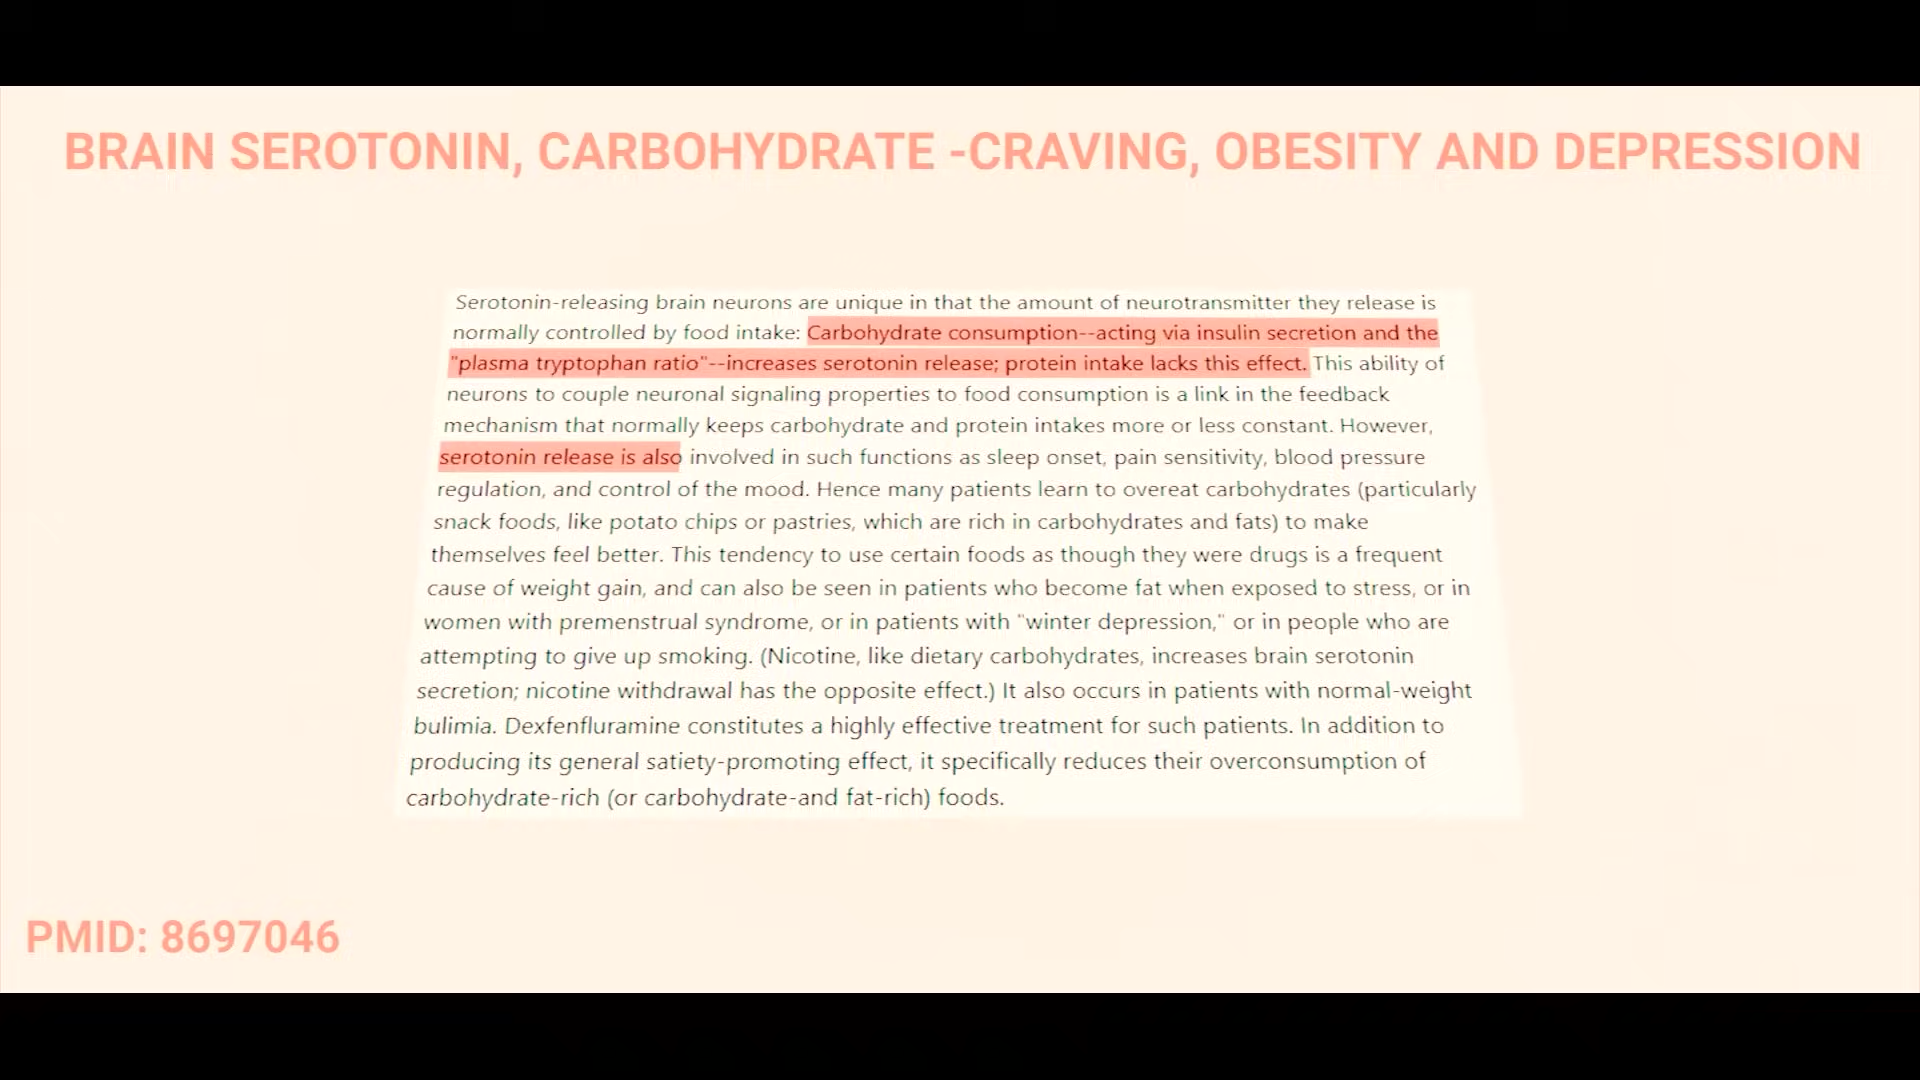 BRAIN SEROTONIN, CARBOHYDRATE -CRAVING, OBESITY AND DEPRESSION
Serotonin-releasing brain neurons are unique in that the amount of neurotransmitter they release is
normally controlled by food intake: Carbohydrate consumption--acting via insulin secretion and the
"plasma tryptophan ratio"--increases serotonin release; protein intake lacks this effect. This ability of
neurons to couple neuronal signaling properties to food consumption is a link in the feedback
mechanism that normally keeps carbohydrate and protein intakes more or less constant. However,
serotonin release is also involved in such functions as sleep onset, pain sensitivity, blood pressure
regulation, and control of the mood. Hence many patients learn to overeat carbohydrates (particularly
snack foods, like potato chips or pastries, which are rich in carbohydrates and fats) to make
themselves feel better. This tendency to use certain foods as though they were drugs is a frequent
cause of weight gain, and can also be seen in patients who become fat when exposed to stress, or in
women with premenstrual syndrome, or in patients with "winter depression," or in people who are
attempting to give up smoking. (Nicotine, like dietary carbohydrates, increases brain serotonin
secretion; nicotine withdrawal has the opposite effect.) It also occurs in patients with normal-weight
bulimia. Dexfenfluramine constitutes a highly effective treatment for such patients. In addition to
producing its general satiety-promoting effect, it specifically reduces their overconsumption of
carbohydrate-rich (or carbohydrate-and fat-rich) foods.
PMID: 8697046